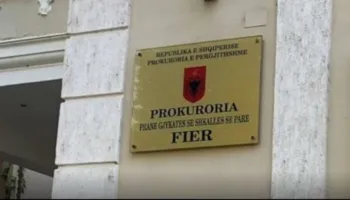 REPUBLIKA E SHQIPERISE
PROKURORIA E PERGJITHSHME
PROKURORIA
PRANE GJYKATES SE SHKALLES SE PARE
FIER